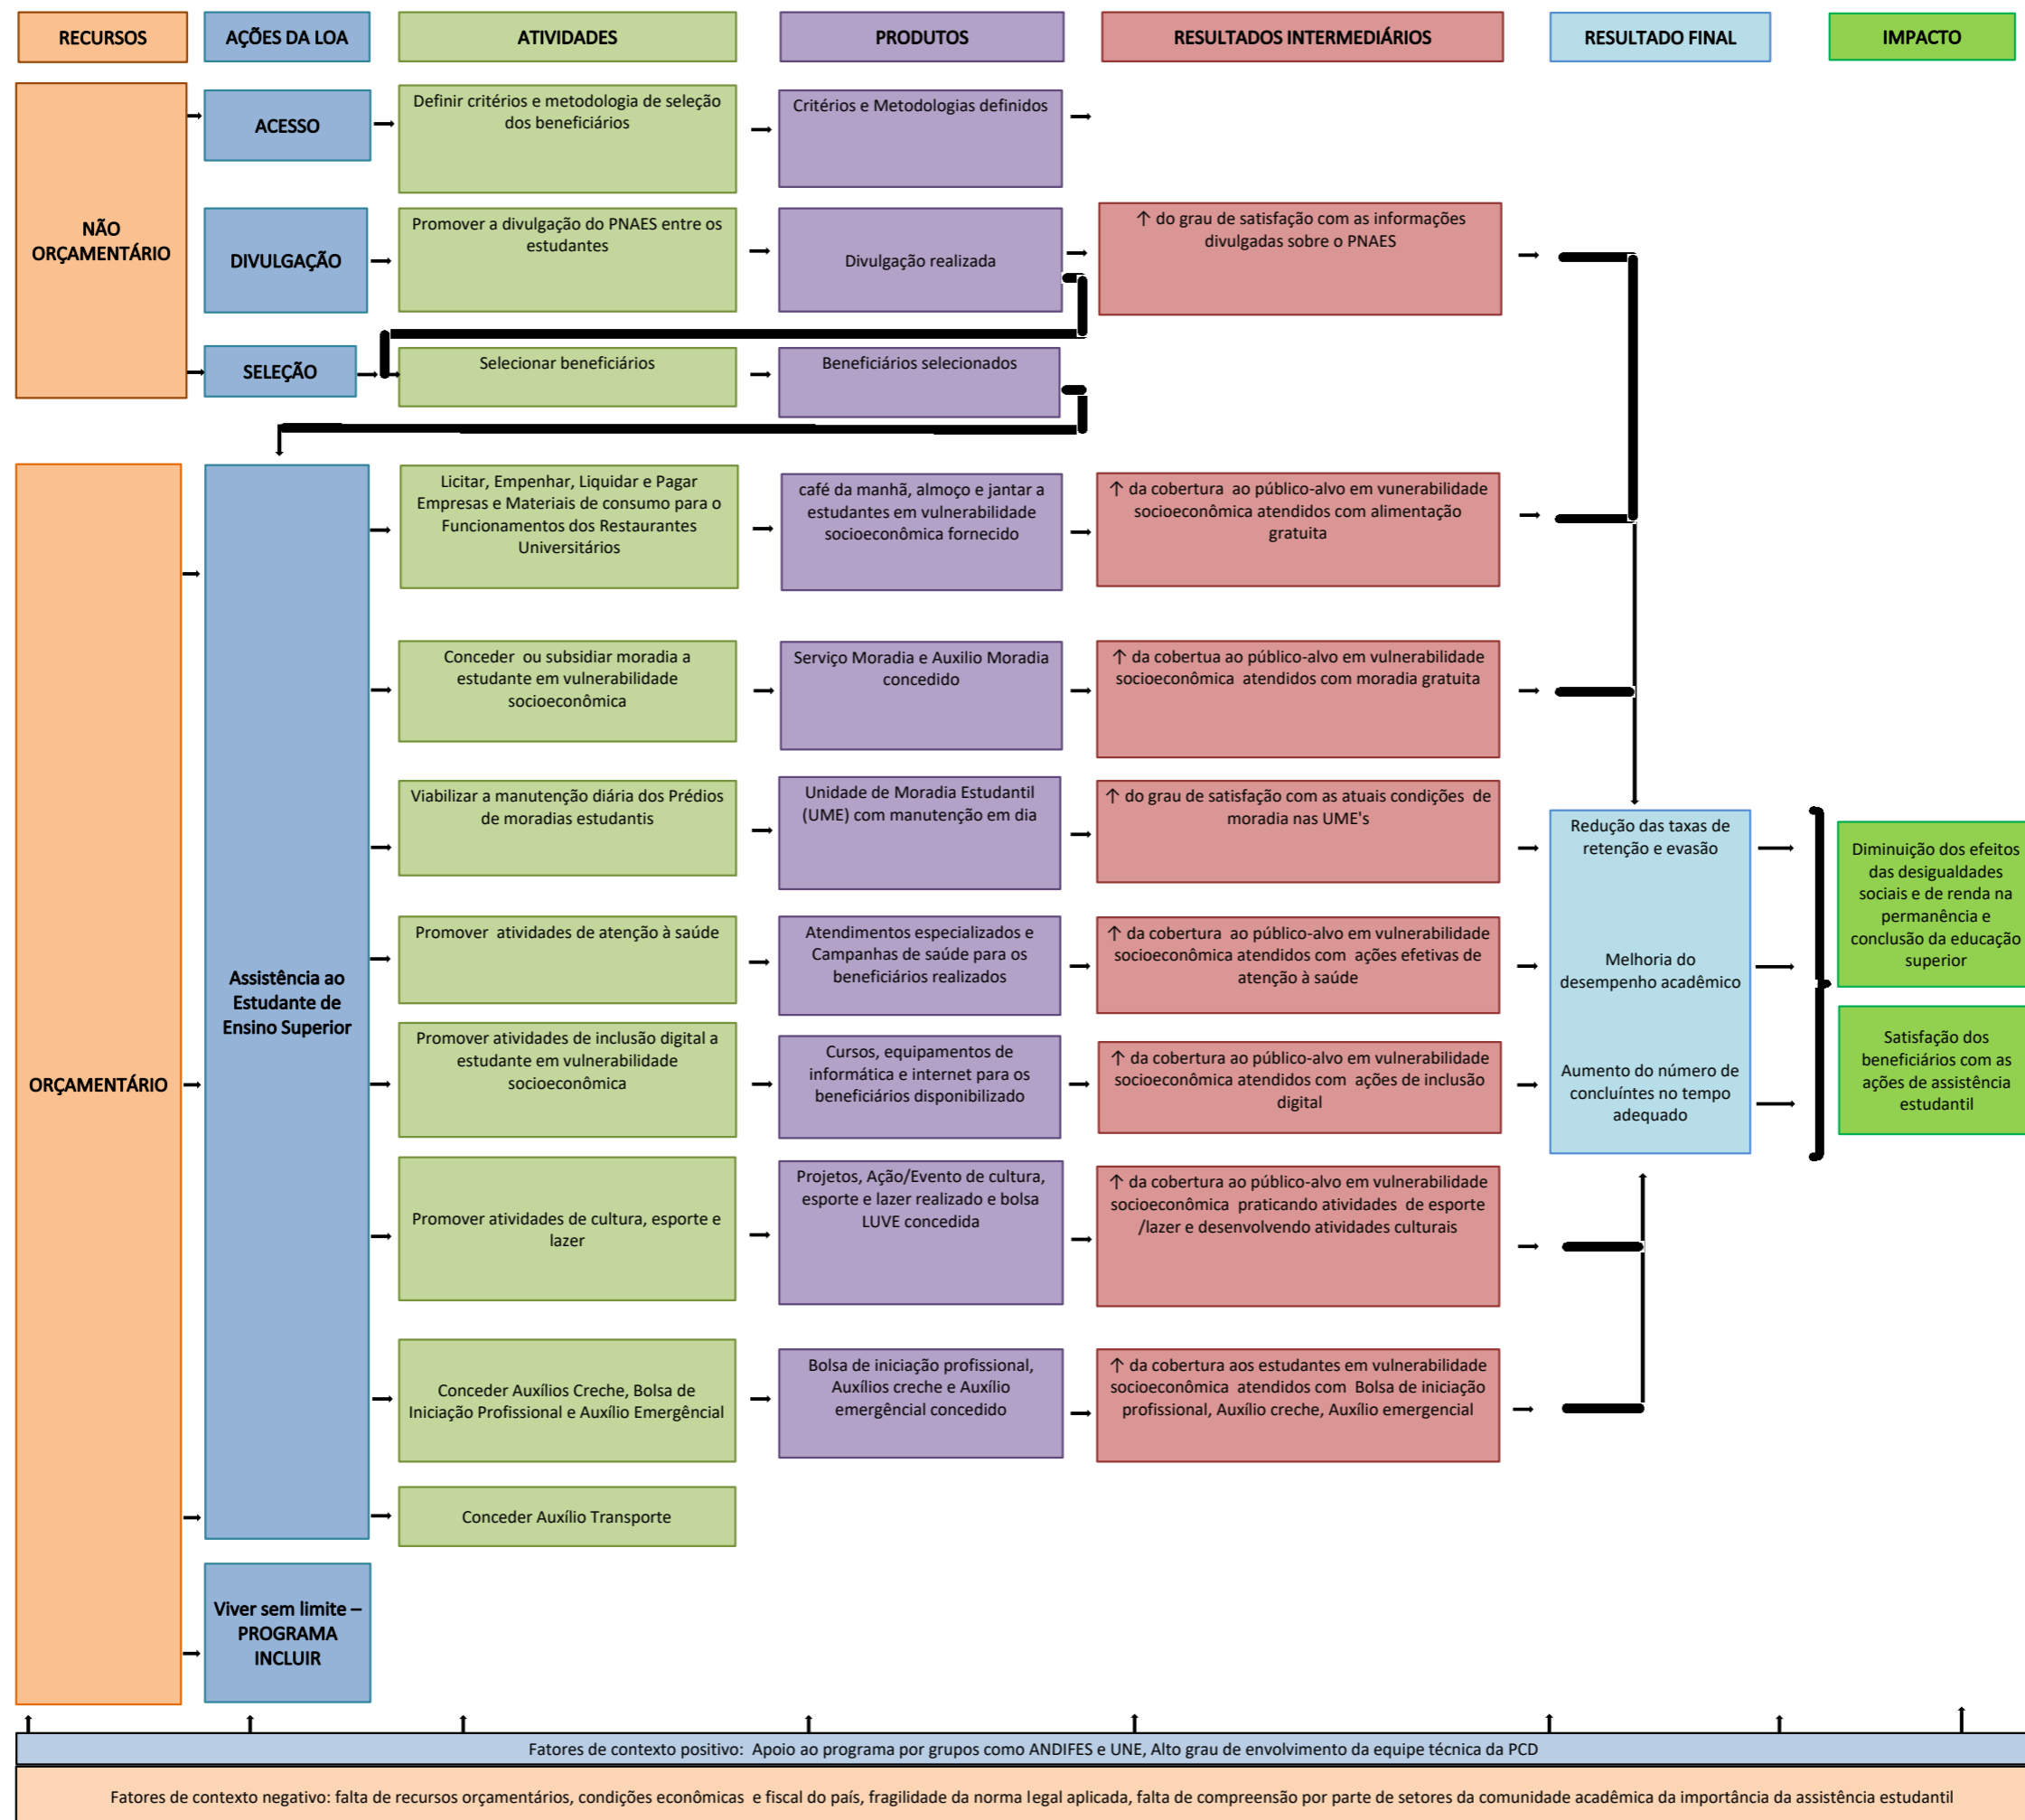 RECURSOS
AÇÕES DA LOA
ATIVIDADES
PRODUTOS
RESULTADOS INTERMEDIÁRIOS
RESULTADO FINAL
IMPACTO
NÃO
ORÇAMENTÁRIO
ACESSO
Definir critérios e metodologia de seleção
dos beneficiários
Critérios e Metodologias definidos
DIVULGAÇÃO
Promover a divulgação do PNAES entre os
estudantes
Divulgação realizada
↑ do grau de satisfação com as informações
divulgadas sobre o PNAES
SELEÇÃO
Selecionar beneficiários
Beneficiários selecionados
ORÇAMENTÁRIO
Assistência ao
Estudante de
Ensino Superior
Licitar, Empenhar, Liquidar e Pagar
Empresas e Materiais de consumo para o
Funcionamentos dos Restaurantes
Universitários
café da manhã, almoço e jantar a
estudantes em vulnerabilidade
socioeconômica fornecido
↑ da cobertura ao público-alvo em vunerabilidade
socioeconômica atendidos com alimentação
gratuita
Conceder ou subsidiar moradia a
estudante em vulnerabilidade
socioeconômica
Serviço Moradia e Auxilio Moradia
concedido
↑ da cobertua ao público-alvo em vulnerabilidade
socioeconômica atendidos com moradia gratuita
Viabilizar a manutenção diária dos Prédios
de moradias estudantis
Unidade de Moradia Estudantil
(UME) com manutenção em dia
↑ do grau de satisfação com as atuais condições de
moradia nas UME's
Promover atividades de atenção à saúde
Atendimentos especializados e
Campanhas de saúde para os
beneficiários realizados
↑ da cobertura ao público-alvo em vulnerabilidade
socioeconômica atendidos com ações efetivas de
atenção à saúde
Promover atividades de inclusão digital a
estudante em vulnerabilidade
socioeconômica
Cursos, equipamentos de
informática e internet para os
beneficiários disponibilizado
↑ da cobertura ao público-alvo em vulnerabilidade
socioeconômica atendidos com ações de inclusão
digital
Promover atividades de cultura, esporte e
lazer
Projetos, Ação/Evento de cultura,
esporte e lazer realizado e bolsa
LUVE concedida
↑ da cobertura ao público-alvo em vulnerabilidade
socioeconômica praticando atividades de esporte
/lazer e desenvolvendo atividades culturais
Conceder Auxílios Creche, Bolsa de
Iniciação Profissional e Auxílio Emergêncial
Bolsa de iniciação profissional,
Auxílios creche e Auxílio
emergêncial concedido
↑ da cobertura aos estudantes em vulnerabilidade
socioeconômica atendidos com Bolsa de iniciação
profissional, Auxílio creche, Auxílio emergencial
Conceder Auxílio Transporte
Redução das taxas de
retenção e evasão
Melhoria do
desempenho acadêmico
Aumento do número de
concluíntes no tempo
adequado
Diminuição dos efeitos
das desigualdades
sociais e de renda na
permanência e
conclusão da educação
superior
Satisfação dos
beneficiários com as
ações de assistência
estudantil
Viver sem limite –
PROGRAMA
INCLUIR
Fatores de contexto positivo: Apoio ao programa por grupos como ANDIFES e UNE, Alto grau de envolvimento da equipe técnica da PCD
Fatores de contexto negativo: falta de recursos orçamentários, condições econômicas e fiscal do país, fragilidade da norma legal aplicada, falta de compreensão por parte de setores da comunidade acadêmica da importância da assistência estudantil